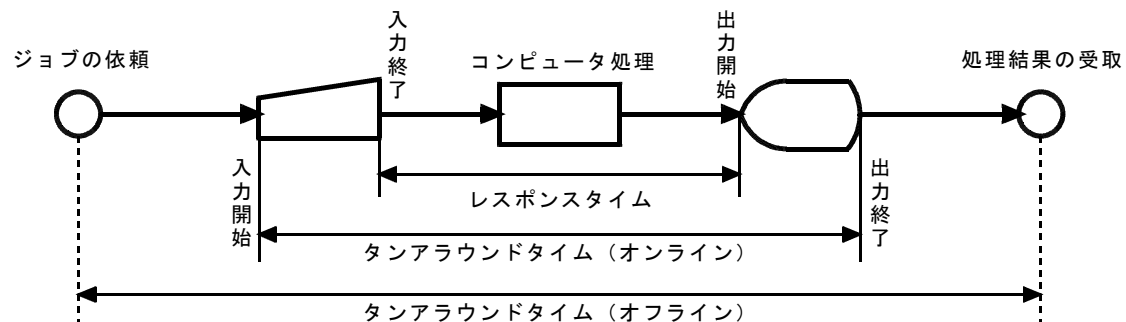 ジョブの依頼
入力終了
コンピュータ処理
出力開始
処理結果の受取
入力開始
レスポンスタイム
出力終了
タンアラウンドタイム（オンライン）
タンアラウンドタイム（オフライン）